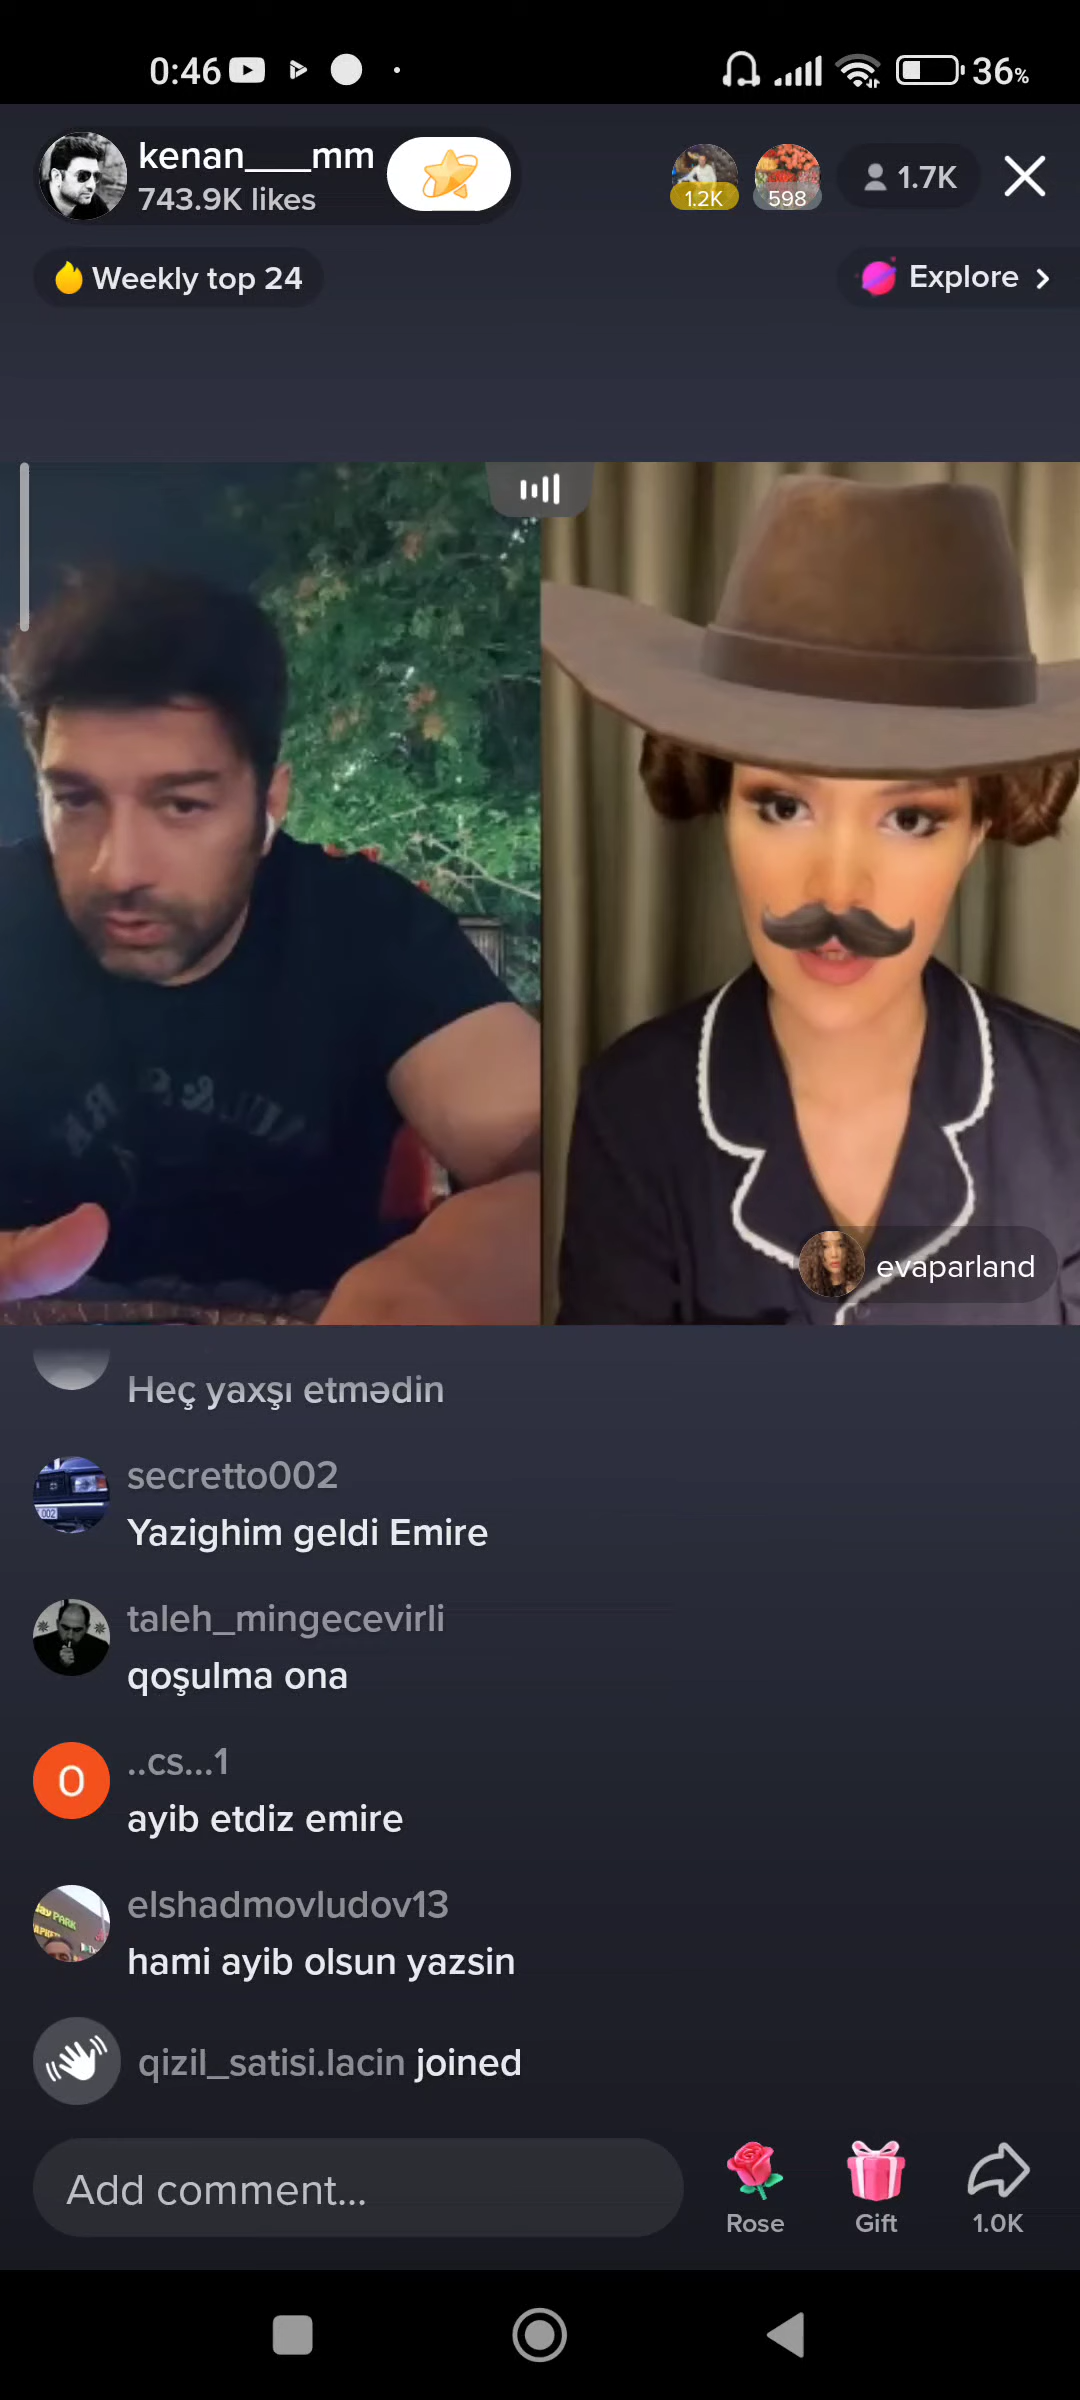 0:46
36%
kenan___mm
743.9K likes
1.2K
598
1.7K
Weekly top 24
Explore
evaparland
Heç yaxşı etmədin
secretto002
Yazighim geldi Emire
taleh_mingecevirli
qoşulma ona
O
..cs...1
ayib etdiz emire
elshadmovludov13
hami ayib olsun yazsin
qizil_satisi.lacin joined
Add comment...
Rose
Gift
1.0K